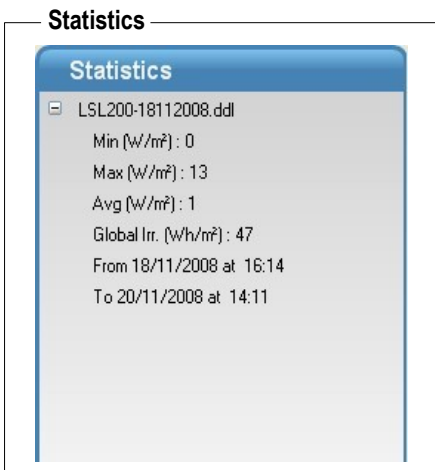 Statistics
Statistics
LSL200-18112008.ddl
Min (W/m²) : 0
Max (W/m²) : 13
Avg (W/m²) : 1
Global Irr. (Wh/m²) : 47
From 18/11/2008 at 16:14
To 20/11/2008 at 14:11